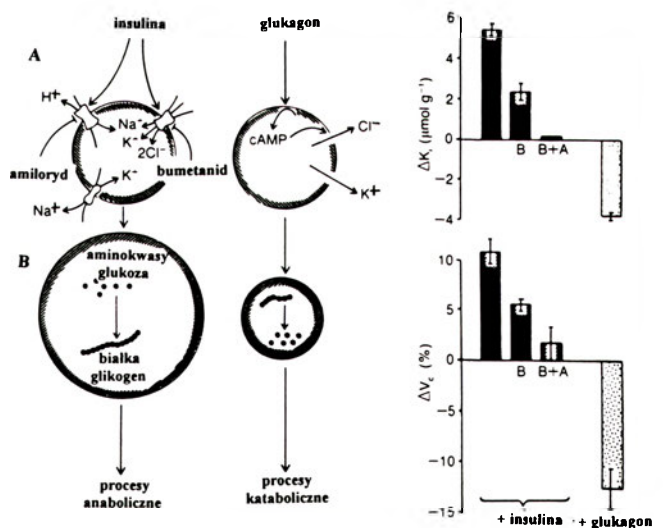 insulina
glukagon
A
H+
Na+
K-
2Cl-
cAMP
Cl-
K+
amiloryd
K-
bumetanid
Na+
B
aminokwasy
glukoza
białka
glikogen
procesy
anaboliczne
procesy
kataboliczne
ΔKi (μmol g-1)
6
4
2
0
-2
-4
B
B+A
ΔVc (%)
10
5
0
-5
-10
-15
B
B+A
+ insulina
+ glukagon